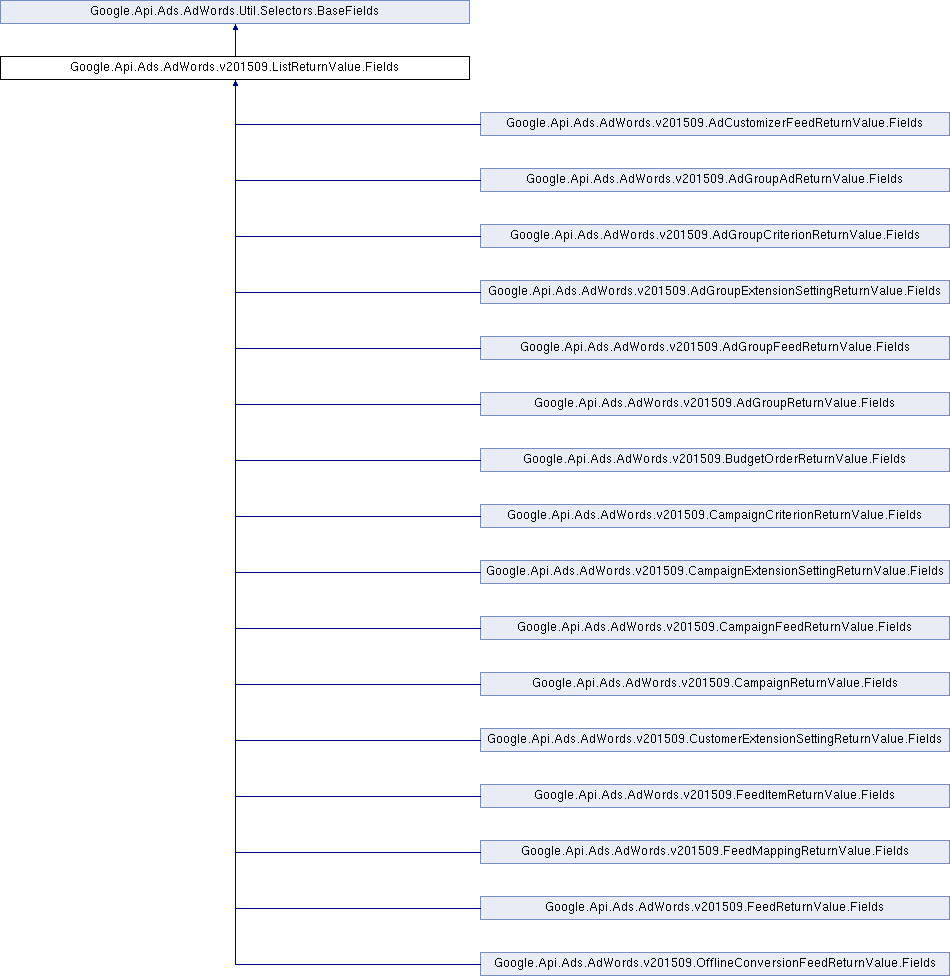 Google.Api.Ads.AdWords.Util.Selectors.BaseFields
Google.Api.Ads.AdWords.v201509.ListReturnValue.Fields
Google.Api.Ads.AdWords.v201509.AdCustomizerFeedReturnValue.Fields
Google.Api.Ads.AdWords.v201509.AdGroupAdReturnValue.Fields
Google.Api.Ads.AdWords.v201509.AdGroupCriterionReturnValue.Fields
Google.Api.Ads.AdWords.v201509.AdGroupExtensionSettingReturnValue.Fields
Google.Api.Ads.AdWords.v201509.AdGroupFeedReturnValue.Fields
Google.Api.Ads.AdWords.v201509.AdGroupReturnValue.Fields
Google.Api.Ads.AdWords.v201509.BudgetOrderReturnValue.Fields
Google.Api.Ads.AdWords.v201509.CampaignCriterionReturnValue.Fields
Google.Api.Ads.AdWords.v201509.CampaignExtensionSettingReturnValue.Fields
Google.Api.Ads.AdWords.v201509.CampaignFeedReturnValue.Fields
Google.Api.Ads.AdWords.v201509.CampaignReturnValue.Fields
Google.Api.Ads.AdWords.v201509.CustomerExtensionSettingReturnValue.Fields
Google.Api.Ads.AdWords.v201509.FeedItemReturnValue.Fields
Google.Api.Ads.AdWords.v201509.FeedMappingReturnValue.Fields
Google.Api.Ads.AdWords.v201509.FeedReturnValue.Fields
Google.Api.Ads.AdWords.v201509.OfflineConversionFeedReturnValue.Fields